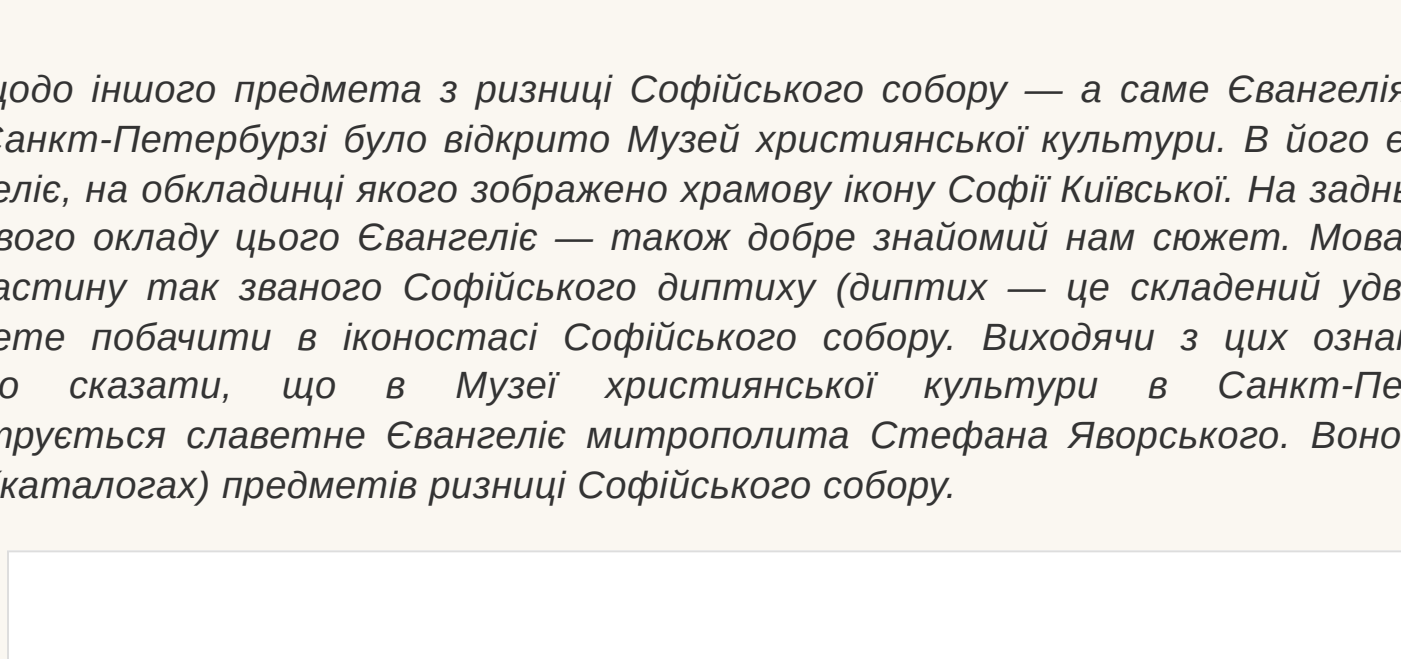 щодо іншого предмета з ризниці Софійського собору — а саме Євангелія
Санкт-Петербурзі було відкрито Музей християнської культури. В його е
еліє, на обкладинці якого зображено храмову ікону Софії Київської. На заднь
вого окладу цього Євангеліє — також добре знайомий нам сюжет. Мова
астину так званого Софійського диптиху (диптих — це складений удв
ете побачити в іконостасі Софійського собору. Виходячи з цих озна
о сказати, що в Музеї християнської культури в Санкт-Пе
трується славетне Євангеліє митрополита Стефана Яворського. Воно
(каталогах) предметів ризниці Софійського собору.